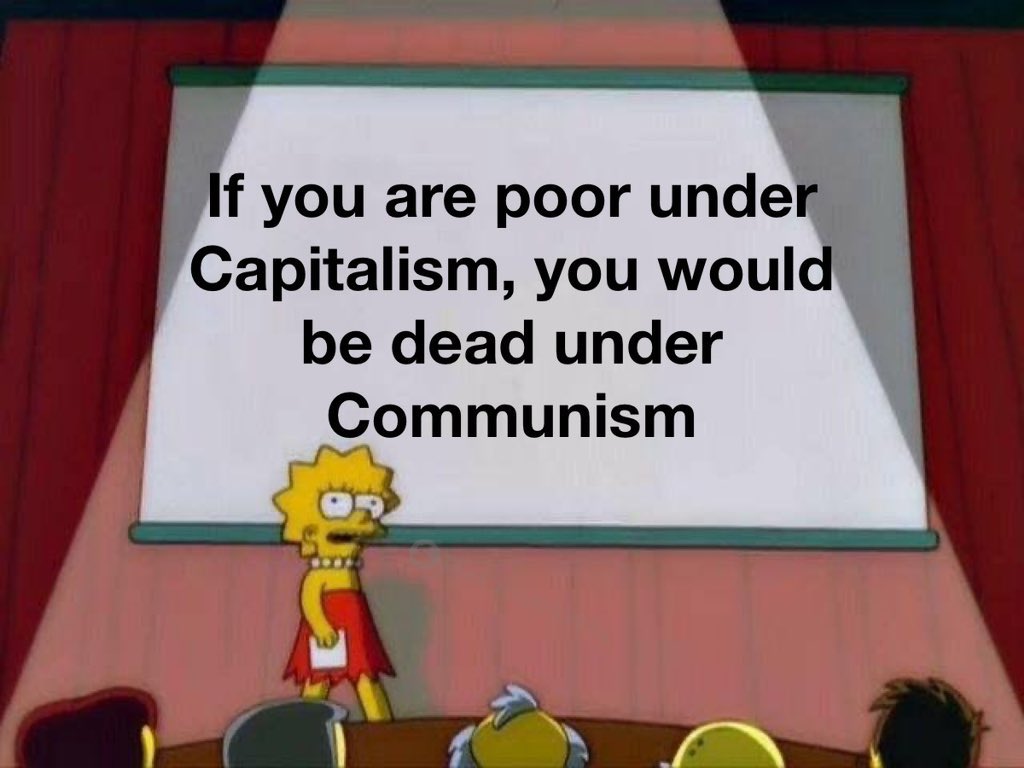 If you are poor under
Capitalism, you would
be dead under
Communism